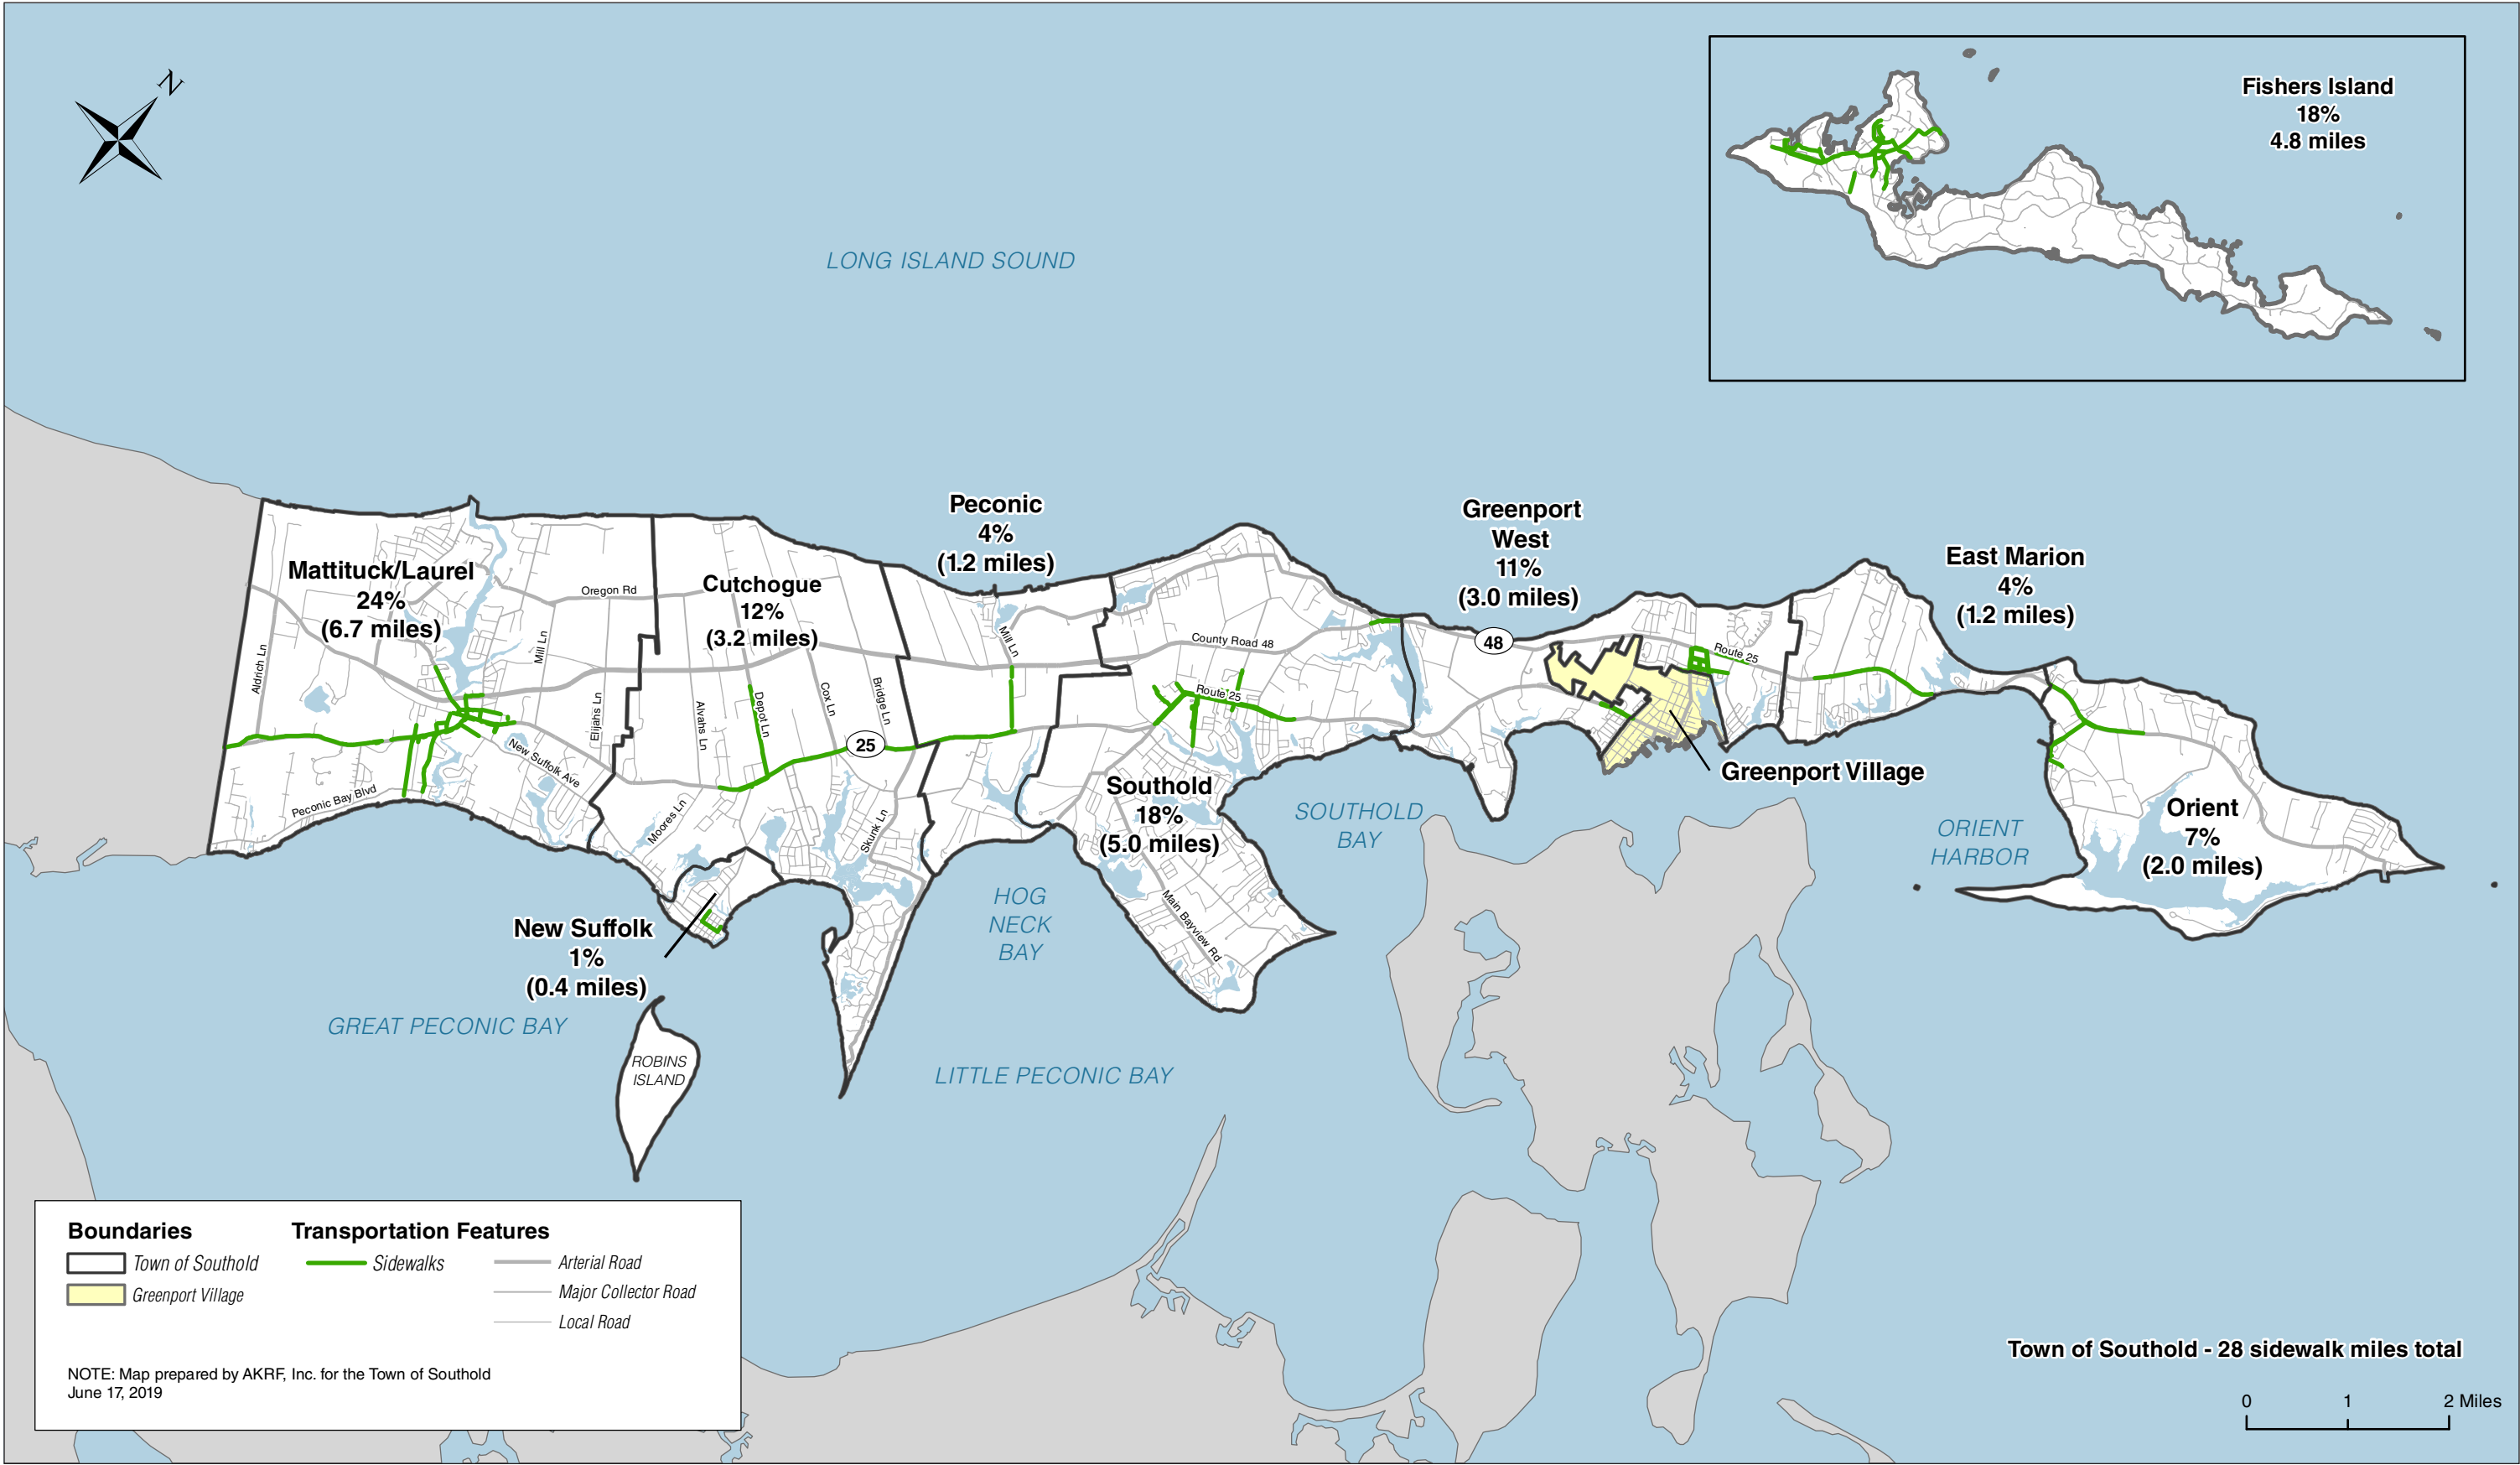 N
Fishers Island
18%
4.8 miles
LONG ISLAND SOUND
Peconic
4%
(1.2 miles)
Greenport
West
11%
(3.0 miles)
East Marion
4%
(1.2 miles)
Mattituck/Laurel
24%
(6.7 miles)
Cutchogue
12%
(3.2 miles)
Oregon Rd
Aldrich Ln
Mill Ln
Elijahs Ln
Alvahs Ln
Depot Ln
Cox Ln
Bridge Ln
Mill Ln
County Road 48
48
Route 25
Route 25
25
New Suffolk Ave
Peconic Bay Blvd
Moores Ln
Skunk Ln
Greenport Village
Southold
18%
(5.0 miles)
Main Bayview Rd
SOUTHOLD
BAY
ORIENT
HARBOR
Orient
7%
(2.0 miles)
HOG
NECK
BAY
New Suffolk
1%
(0.4 miles)
GREAT PECONIC BAY
ROBINS
ISLAND
LITTLE PECONIC BAY
Boundaries
Town of Southold
Greenport Village
Transportation Features
Sidewalks
Arterial Road
Major Collector Road
Local Road
NOTE: Map prepared by AKRF, Inc. for the Town of Southold
June 17, 2019
Town of Southold - 28 sidewalk miles total
0 1 2 Miles